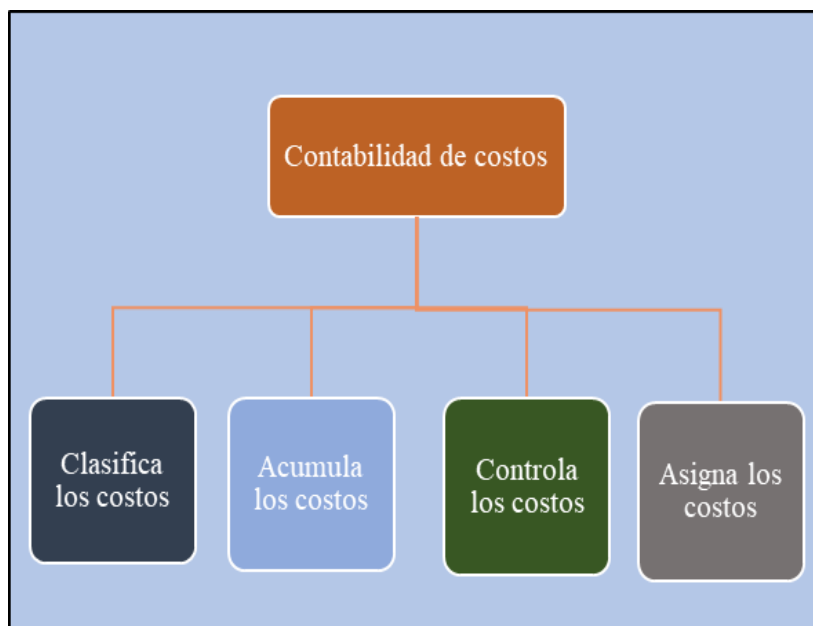 Contabilidad de costos
Clasifica
los costos
Acumula
los costos
Controla
los costos
Asigna los
costos